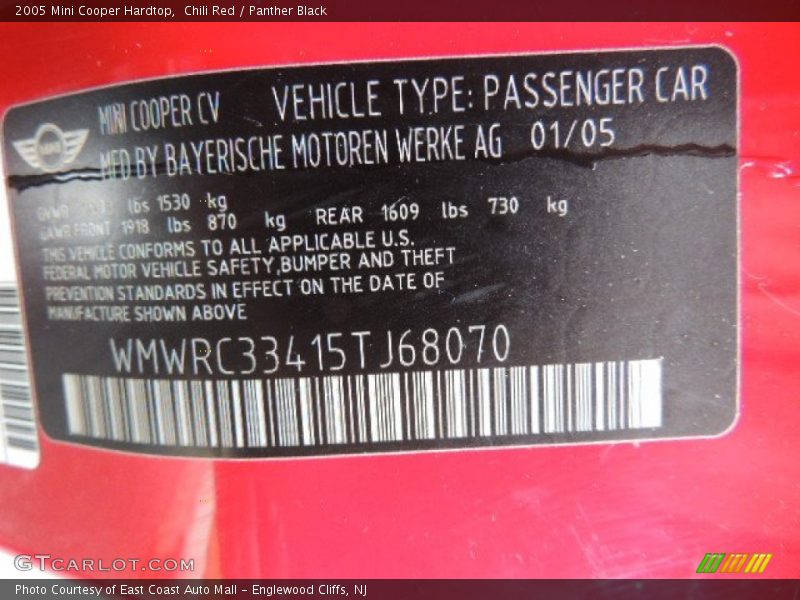 2005 Mini Cooper Hardtop, Chili Red / Panther Black
MINI COOPER CV VEHICLE TYPE: PASSENGER CAR
MFD BY BAYERISCHE MOTOREN WERKE AG 01/05
GVWR lbs 1530 kg
GAWR FRONT 1918 lbs 870 kg REAR 1609 lbs 730 kg
THIS VEHICLE CONFORMS TO ALL APPLICABLE U.S.
FEDERAL MOTOR VEHICLE SAFETY,BUMPER AND THEFT
PREVENTION STANDARDS IN EFFECT ON THE DATE OF
MANUFACTURE SHOWN ABOVE
WMWRC33415TJ68070
GTCARLOT.COM
Photo Courtesy of East Coast Auto Mall – Englewood Cliffs, NJ